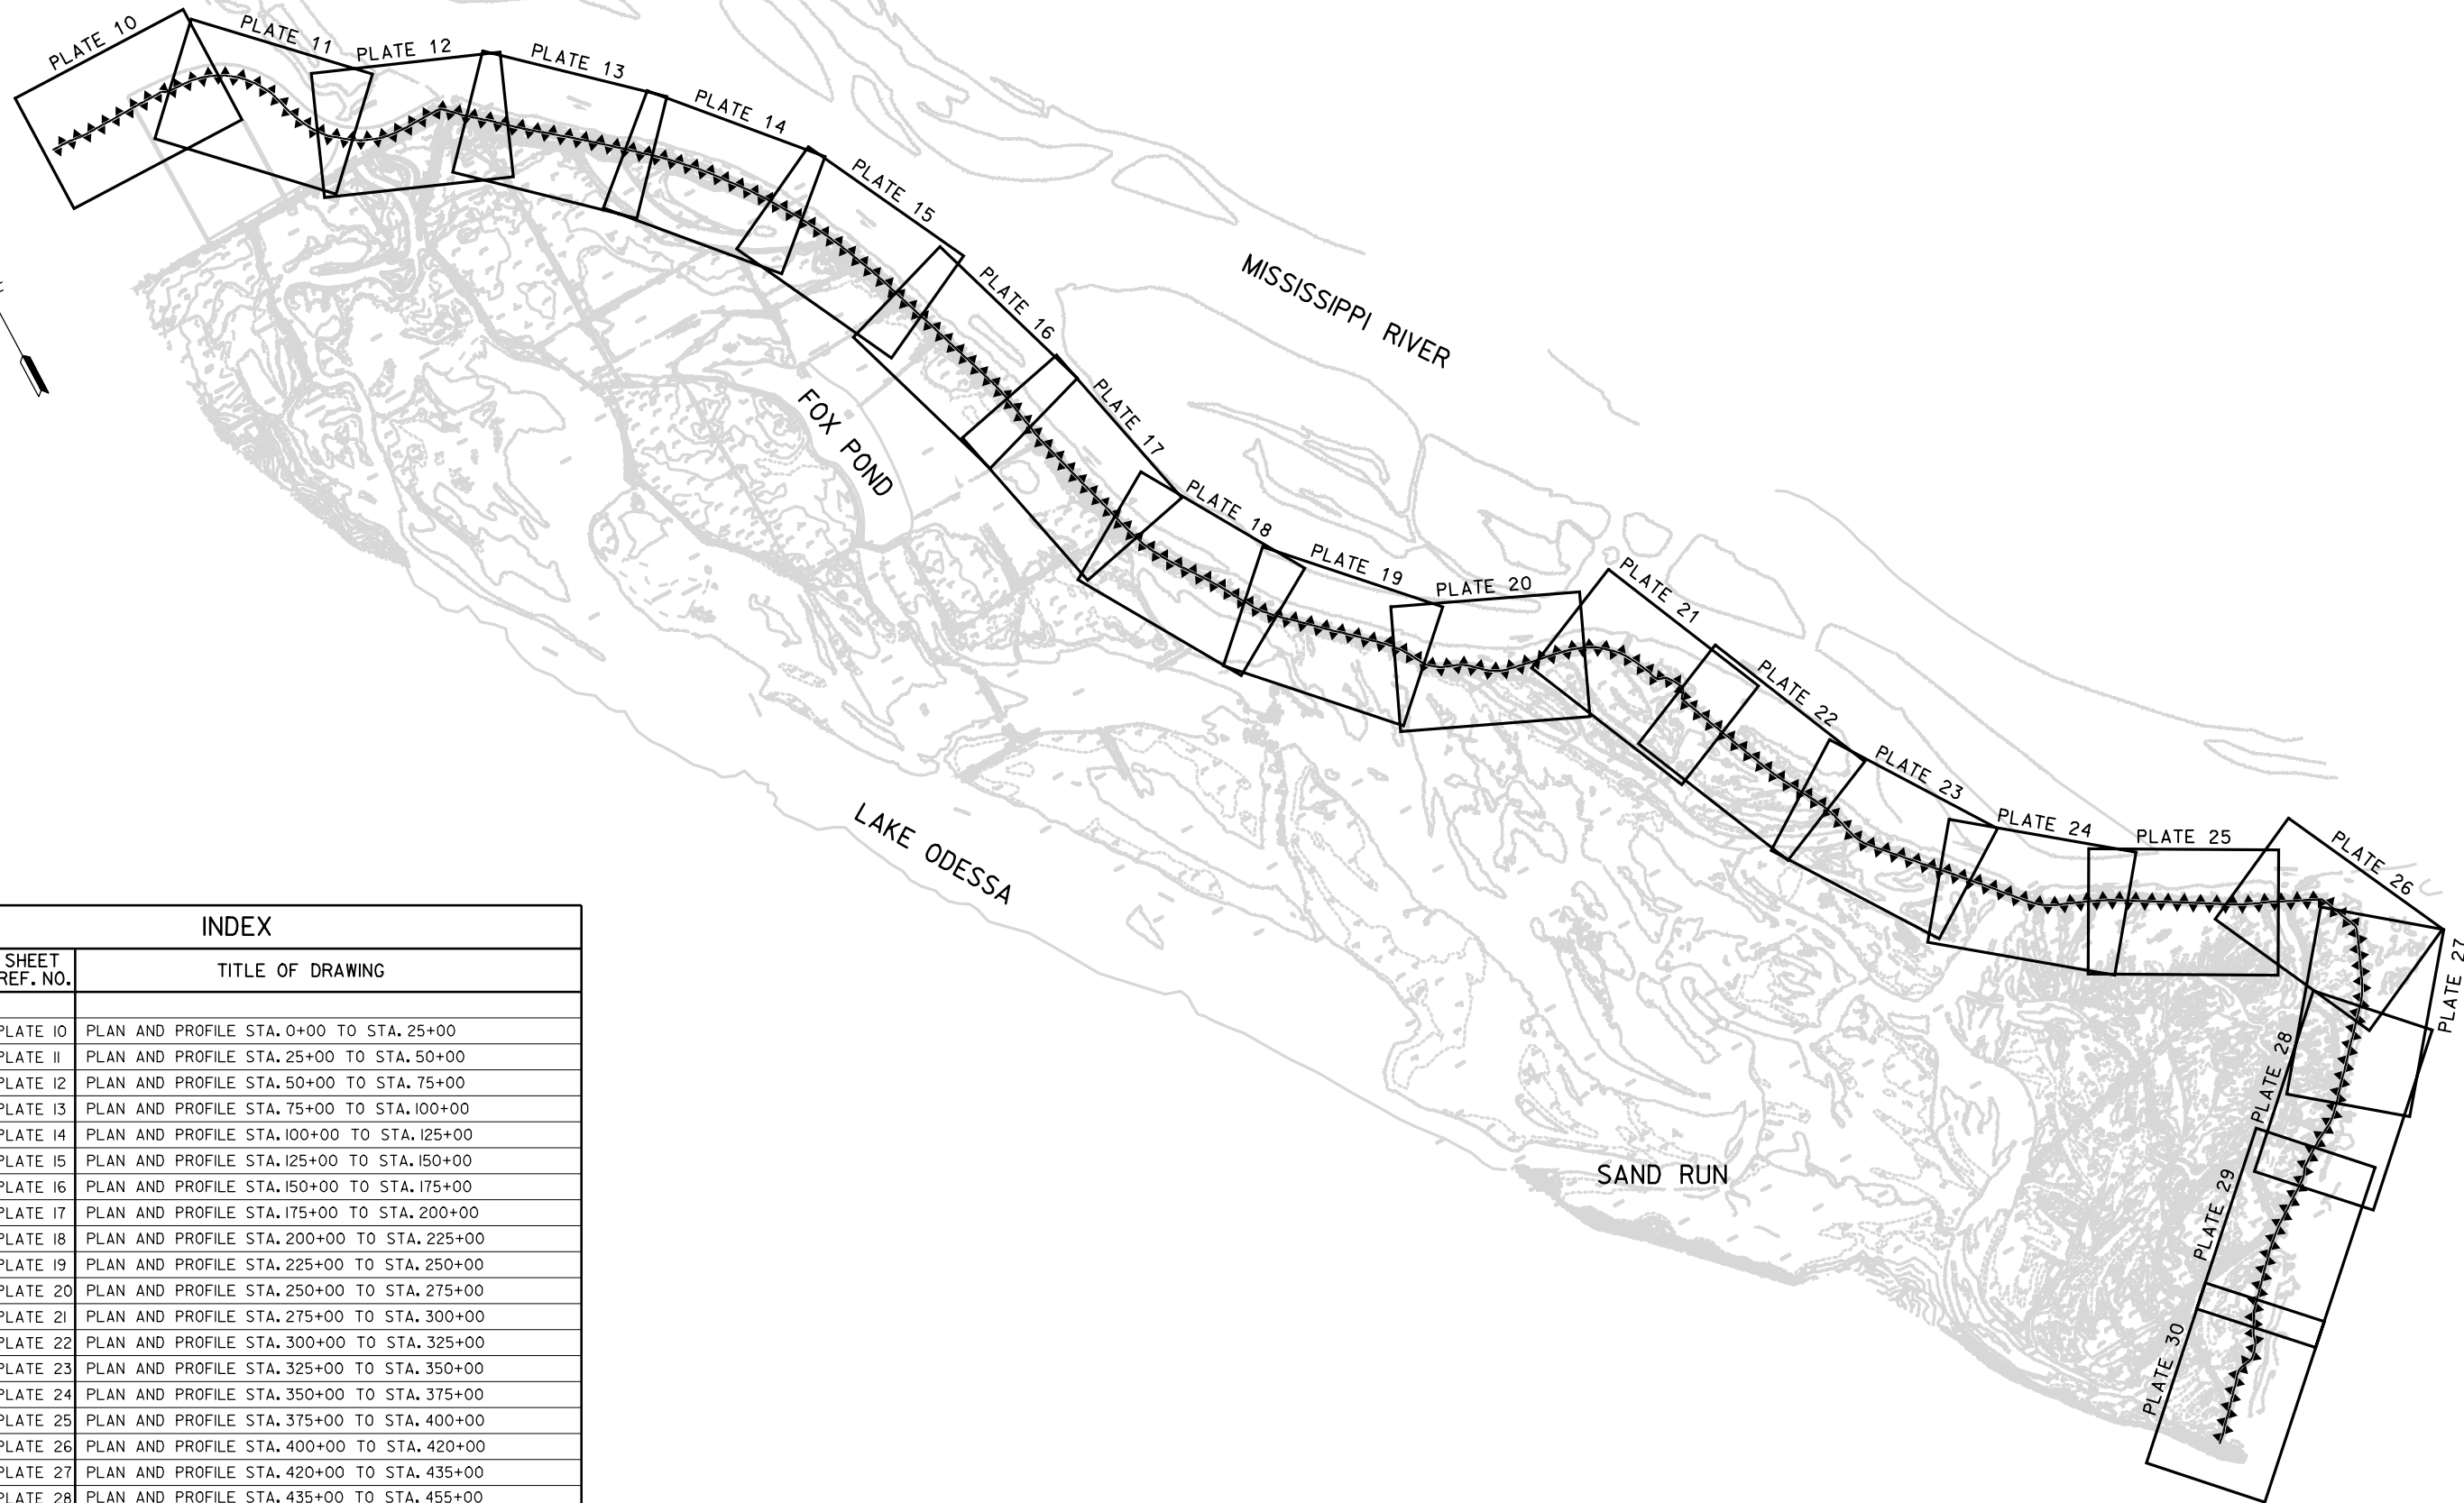 PLATE 10
PLATE 11
PLATE 12
PLATE 13
PLATE 14
PLATE 15
PLATE 16
PLATE 17
PLATE 18
PLATE 19
PLATE 20
PLATE 21
PLATE 22
PLATE 23
PLATE 24
PLATE 25
PLATE 26
PLATE 27
PLATE 28
PLATE 29
PLATE 30
MISSISSIPPI RIVER
FOX POND
LAKE ODESSA
SAND RUN
INDEX
SHEET REF. NO.
TITLE OF DRAWING
PLATE 10 PLAN AND PROFILE STA. 0+00 TO STA. 25+00
PLATE 11 PLAN AND PROFILE STA. 25+00 TO STA. 50+00
PLATE 12 PLAN AND PROFILE STA. 50+00 TO STA. 75+00
PLATE 13 PLAN AND PROFILE STA. 75+00 TO STA. 100+00
PLATE 14 PLAN AND PROFILE STA. 100+00 TO STA. 125+00
PLATE 15 PLAN AND PROFILE STA. 125+00 TO STA. 150+00
PLATE 16 PLAN AND PROFILE STA. 150+00 TO STA. 175+00
PLATE 17 PLAN AND PROFILE STA. 175+00 TO STA. 200+00
PLATE 18 PLAN AND PROFILE STA. 200+00 TO STA. 225+00
PLATE 19 PLAN AND PROFILE STA. 225+00 TO STA. 250+00
PLATE 20 PLAN AND PROFILE STA. 250+00 TO STA. 275+00
PLATE 21 PLAN AND PROFILE STA. 275+00 TO STA. 300+00
PLATE 22 PLAN AND PROFILE STA. 300+00 TO STA. 325+00
PLATE 23 PLAN AND PROFILE STA. 325+00 TO STA. 350+00
PLATE 24 PLAN AND PROFILE STA. 350+00 TO STA. 375+00
PLATE 25 PLAN AND PROFILE STA. 375+00 TO STA. 400+00
PLATE 26 PLAN AND PROFILE STA. 400+00 TO STA. 420+00
PLATE 27 PLAN AND PROFILE STA. 420+00 TO STA. 435+00
PLATE 28 PLAN AND PROFILE STA. 435+00 TO STA. 455+00